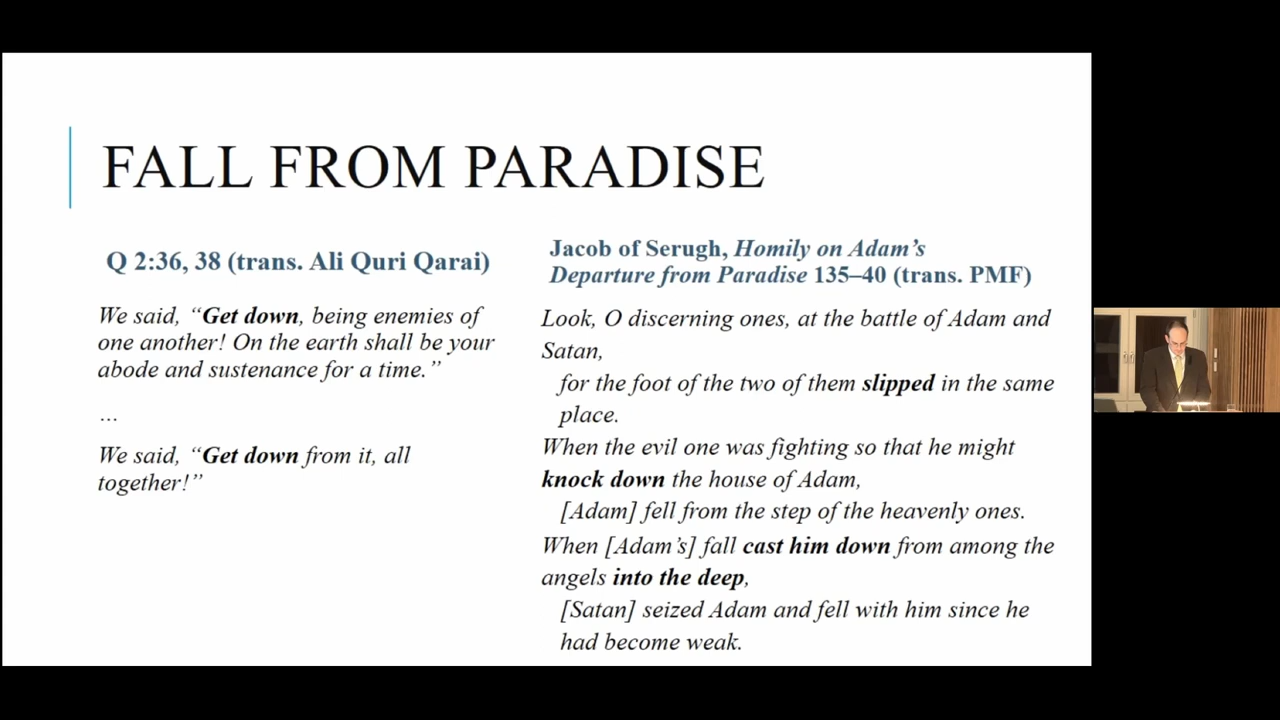 FALL FROM PARADISE
Q 2:36, 38 (trans. Ali Quri Qarai)
We said, “Get down, being enemies of
one another! On the earth shall be your
abode and sustenance for a time.”
…
We said, “Get down from it, all
together!”
Jacob of Serugh, Homily on Adam’s
Departure from Paradise 135–40 (trans. PMF)
Look, O discerning ones, at the battle of Adam and
Satan,
for the foot of the two of them slipped in the same
place.
When the evil one was fighting so that he might
knock down the house of Adam,
[Adam] fell from the step of the heavenly ones.
When [Adam’s] fall cast him down from among the
angels into the deep,
[Satan] seized Adam and fell with him since he
had become weak.